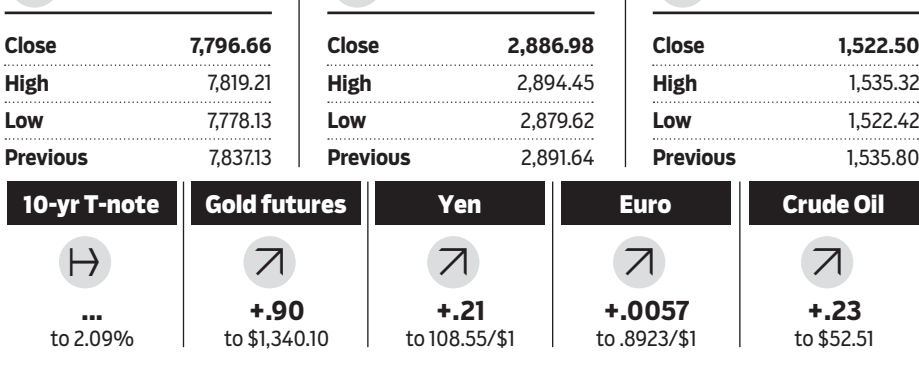 Close 7,796.66
High 7,819.21
Low 7,778.13
Previous 7,837.13
Close 2,886.98
High 2,894.45
Low 2,879.62
Previous 2,891.64
Close 1,522.50
High 1,535.32
Low 1,522.42
Previous 1,535.80
10-yr T-note
...
to 2.09%
Gold futures
+.90
to $1,340.10
Yen
+.21
to 108.55/$1
Euro
+.0057
to .8923/$1
Crude Oil
+.23
to $52.51